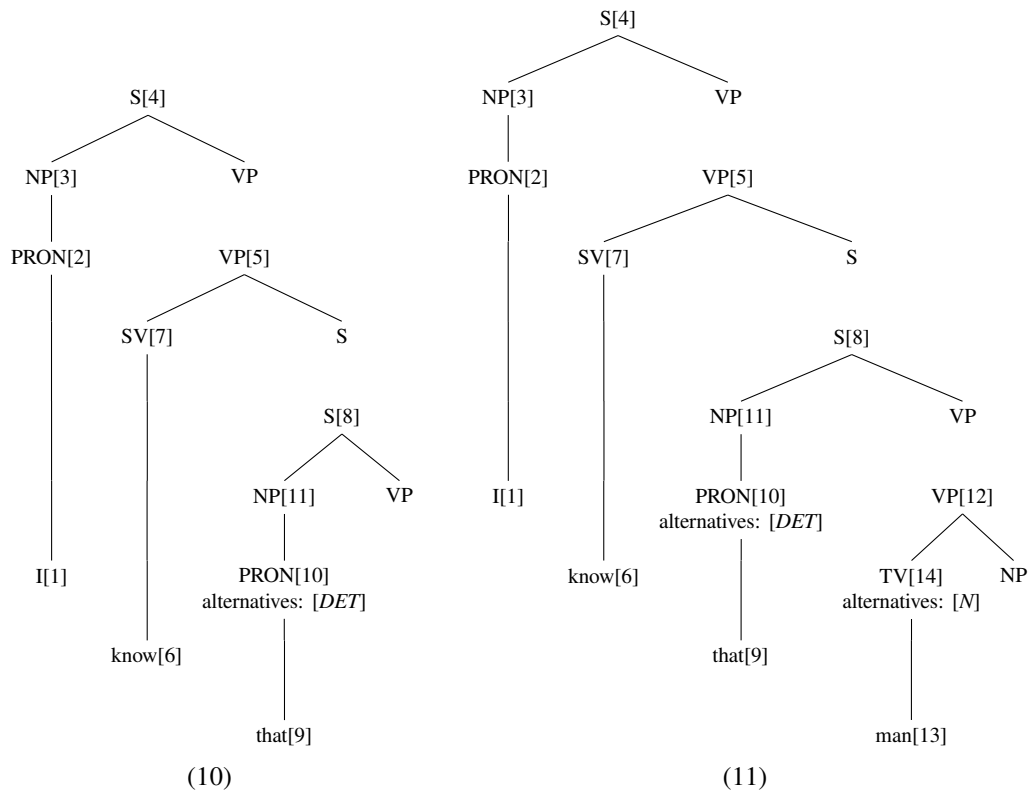 S[4]
NP[3] VP
PRON[2] VP[5]
SV[7] S
S[8]
NP[11] VP
I[1] PRON[10]
alternatives: [DET]
know[6]
that[9]
(10)
S[4]
NP[3] VP
PRON[2] VP[5]
SV[7] S
S[8]
NP[11] VP
I[1] PRON[10] VP[12]
alternatives: [DET]
know[6] TV[14] NP
alternatives: [N]
that[9]
man[13]
(11)